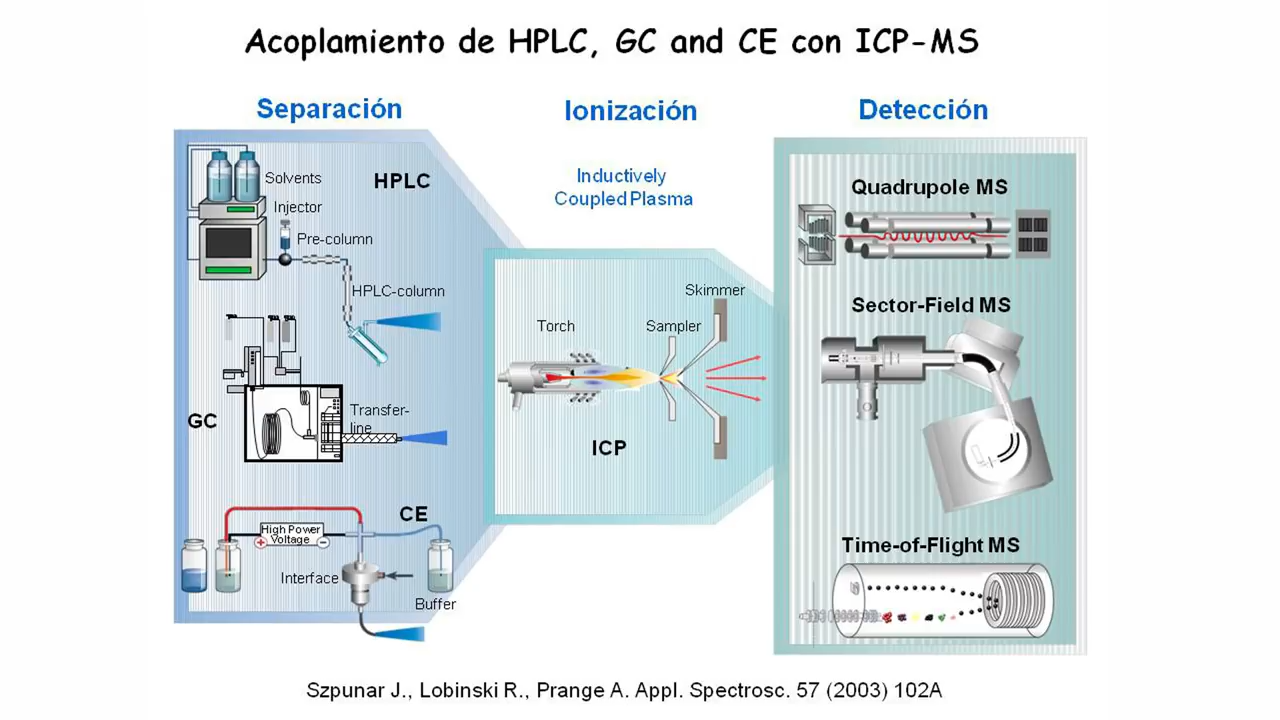 Acoplamiento de HPLC, GC and CE con ICP-MS
Separación
Ionización
Detección
Solvents
HPLC
Injector
Pre-column
HPLC-column
GC
Transfer-
line
CE
High Power
Voltage
+
−
Interface
Buffer
Inductively
Coupled Plasma
Skimmer
Torch
Sampler
ICP
Quadrupole MS
Sector-Field MS
Time-of-Flight MS
Szpunar J., Lobinski R., Prange A. Appl. Spectrosc. 57 (2003) 102A